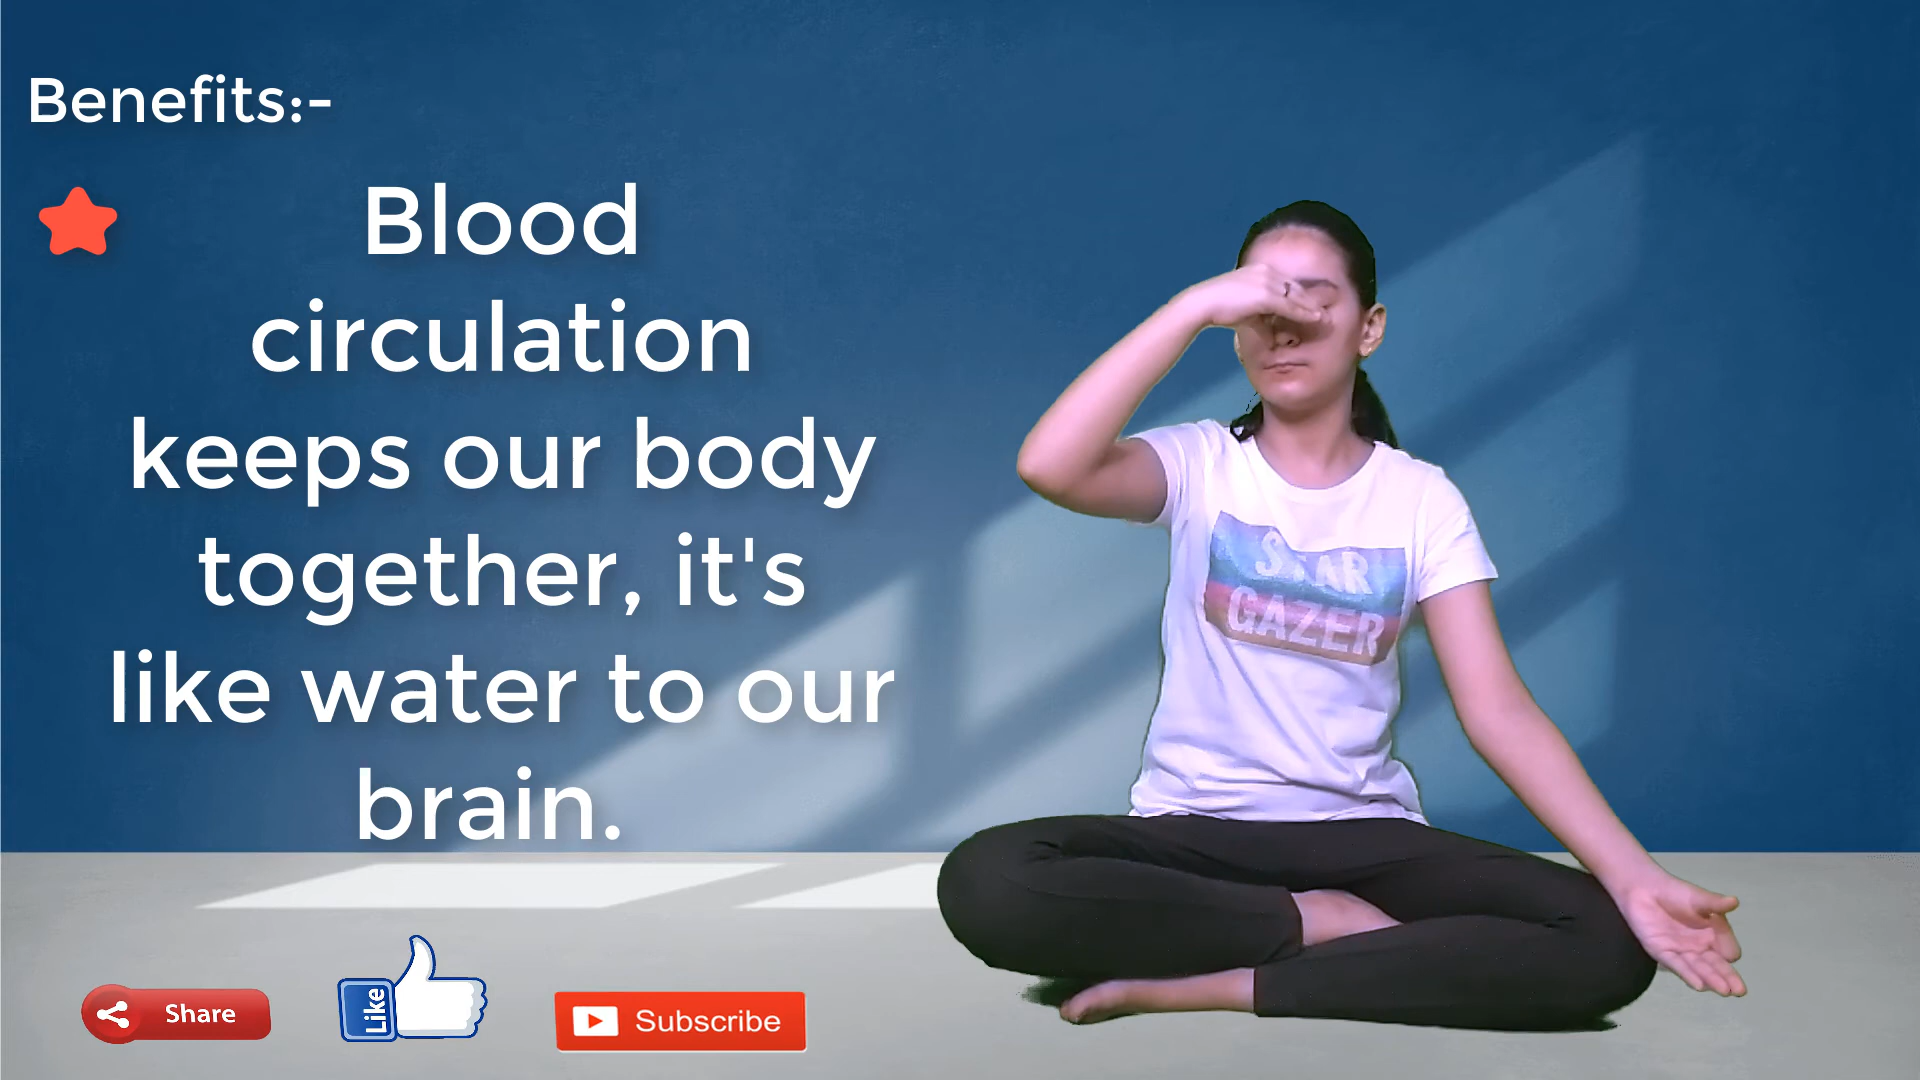 Benefits:-
Blood
circulation
keeps our body
together, it's
like water to our
brain.
STAR
GAZER
Share
Like
Subscribe